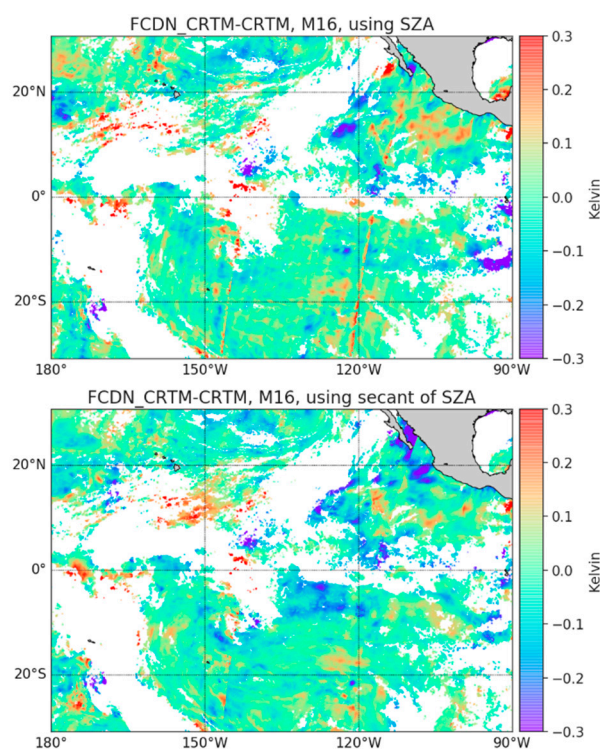 FCDN_CRTM-CRTM, M16, using SZA
20°N
0°
20°S
180°
150°W
120°W
90°W
0.3
0.2
0.1
0.0
−0.1
−0.2
−0.3
Kelvin
FCDN_CRTM-CRTM, M16, using secant of SZA
20°N
0°
20°S
180°
150°W
120°W
90°W
0.3
0.2
0.1
0.0
−0.1
−0.2
−0.3
Kelvin